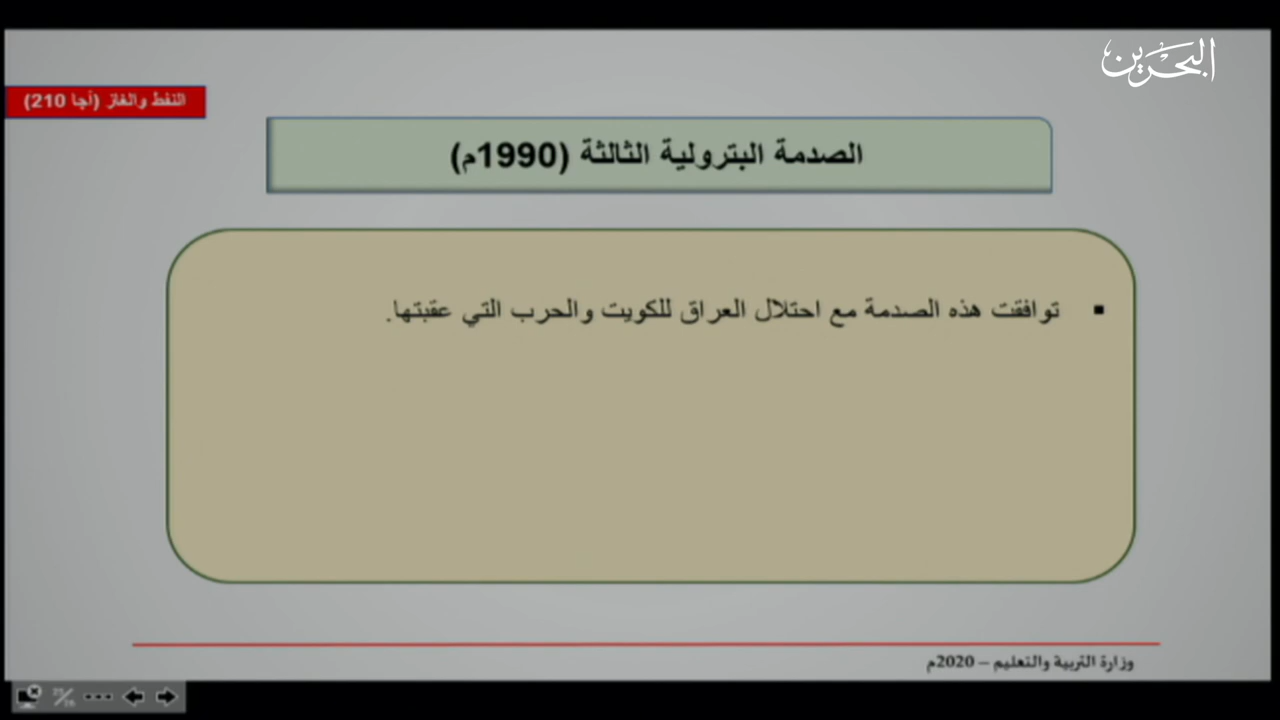 البحرين
النفط والغاز (أجا 210)
الصدمة البترولية الثالثة (1990م)
▪ توافقت هذه الصدمة مع احتلال العراق للكويت والحرب التي عقبتها.
وزارة التربية والتعليم – 2020م